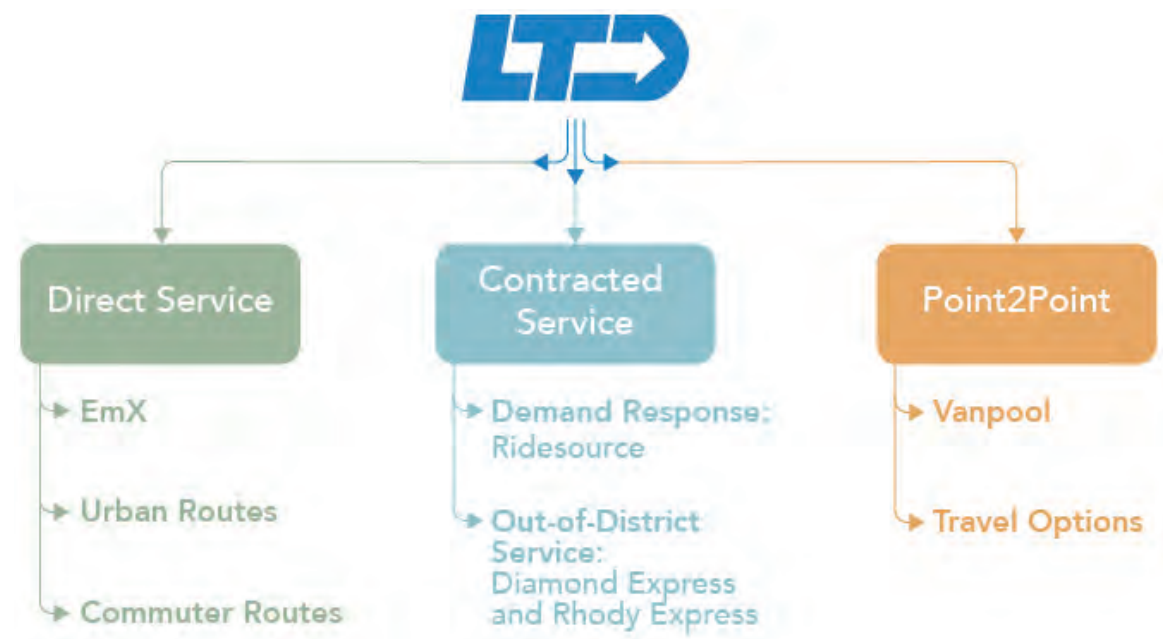 LTD
Direct Service
EmX
Urban Routes
Commuter Routes
Contracted
Service
Demand Response:
Ridesource
Out-of-District
Service:
Diamond Express
and Rhody Express
Point2Point
Vanpool
Travel Options